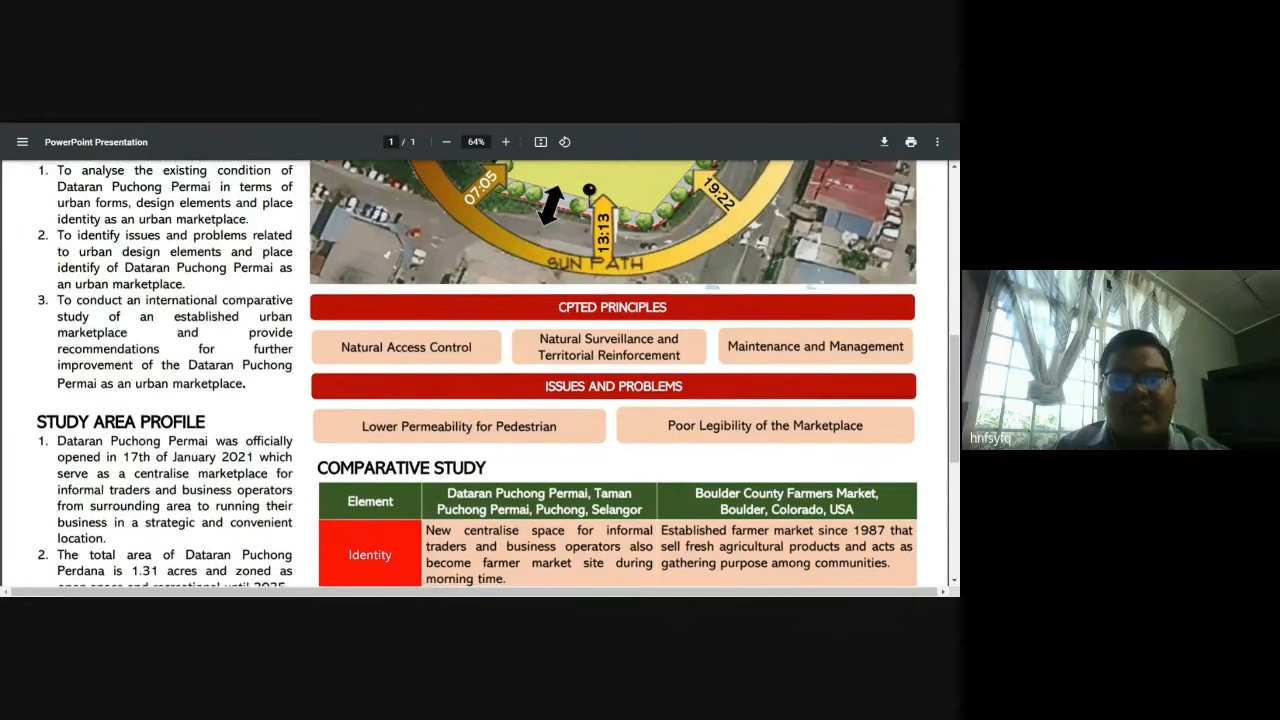 PowerPoint Presentation
1 / 1
64%
1. To analyse the existing condition of
Dataran Puchong Permai in terms of
urban forms, design elements and place
identity as an urban marketplace.
2. To identify issues and problems related
to urban design elements and place
identify of Dataran Puchong Permai as
an urban marketplace.
3. To conduct an international comparative
study of an established urban
marketplace and provide
recommendations for further
improvement of the Dataran Puchong
Permai as an urban marketplace.
STUDY AREA PROFILE
1. Dataran Puchong Permai was officially
opened in 17th of January 2021 which
serve as a centralise marketplace for
informal traders and business operators
from surrounding area to running their
business in a strategic and convenient
location.
2. The total area of Dataran Puchong
Perdana is 1.31 acres and zoned as
open space and recreational until 2035
07:05
13:13
19:22
SUN PATH
CPTED PRINCIPLES
Natural Access Control
Natural Surveillance and
Territorial Reinforcement
Maintenance and Management
ISSUES AND PROBLEMS
Lower Permeability for Pedestrian
Poor Legibility of the Marketplace
COMPARATIVE STUDY
Element
Dataran Puchong Permai, Taman
Puchong Permai, Puchong, Selangor
Boulder County Farmers Market,
Boulder, Colorado, USA
Identity
New centralise space for informal
traders and business operators also
become farmer market site during
morning time.
Established farmer market since 1987 that
sell fresh agricultural products and acts as
gathering purpose among communities.
hnfsyfq